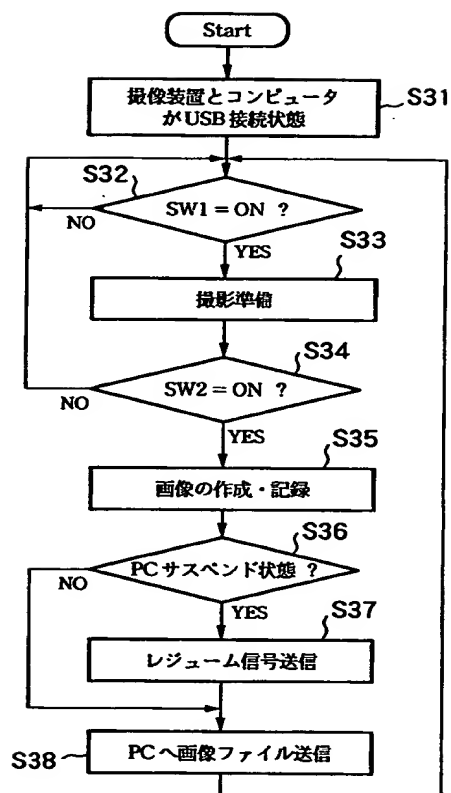 Start
撮像装置とコンピュータ
がUSB接続状態
S31
S32
SW1 = ON ?
NO
YES
S33
撮影準備
S34
SW2 = ON ?
NO
YES
S35
画像の作成・記録
S36
PCサスペンド状態 ?
NO
YES
S37
レジューム信号送信
S38
PCへ画像ファイル送信